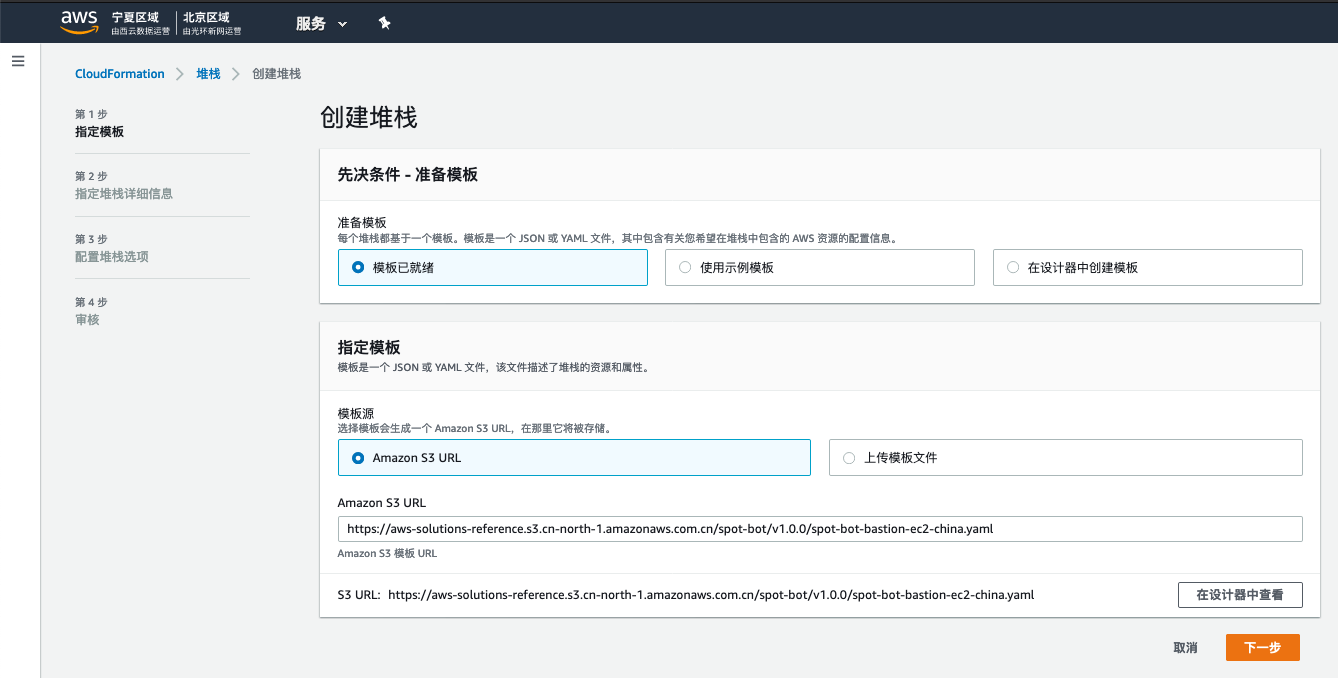 aws 宁夏区域 北京区域 服务
由西云数据运营 由光环新网运营
CloudFormation 堆栈 创建堆栈
第 1 步
指定模板
第 2 步
指定堆栈详细信息
第 3 步
配置堆栈选项
第 4 步
审核
创建堆栈
先决条件 - 准备模板
准备模板
每个堆栈都基于一个模板。模板是一个 JSON 或 YAML 文件，其中包含有关您希望在堆栈中包含的 AWS 资源的配置信息。
模板已就绪 使用示例模板 在设计器中创建模板
指定模板
模板是一个 JSON 或 YAML 文件，该文件描述了堆栈的资源和属性。
模板源
选择模板会生成一个 Amazon S3 URL，在那里它将被存储。
Amazon S3 URL 上传模板文件
Amazon S3 URL
https://aws-solutions-reference.s3.cn-north-1.amazonaws.com.cn/spot-bot/v1.0.0/spot-bot-bastion-ec2-china.yaml
Amazon S3 模板 URL
S3 URL: https://aws-solutions-reference.s3.cn-north-1.amazonaws.com.cn/spot-bot/v1.0.0/spot-bot-bastion-ec2-china.yaml 在设计器中查看
取消 下一步